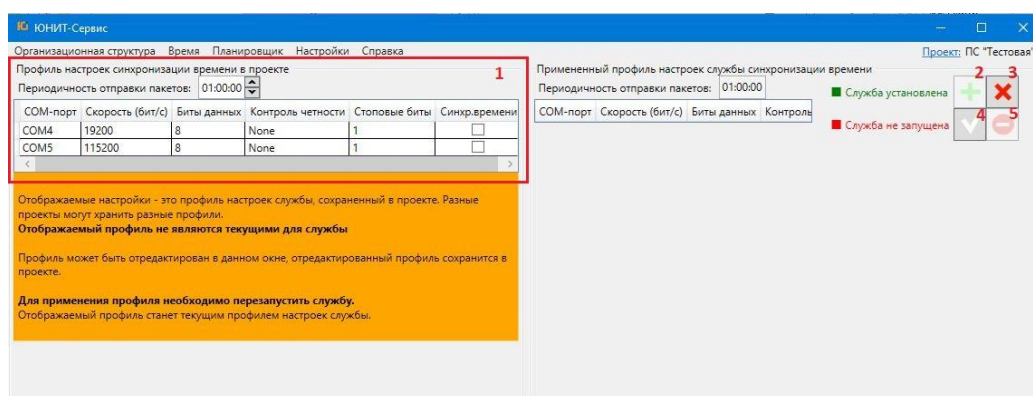 ЮНИТ-Сервис
Организационная структура Время Планировщик Настройки Справка
Проект: ПС "Тестовая"
Профиль настроек синхронизации времени в проекте
1
Периодичность отправки пакетов: 01:00:00
COM-порт Скорость (бит/с) Биты данных Контроль четности Стоповые биты Синхр.времени
COM4 19200 8 None 1
COM5 115200 8 None 1
Отображаемые настройки - это профиль настроек службы, сохраненный в проекте. Разные
проекты могут хранить разные профили.
Отображаемый профиль не являются текущими для службы
Профиль может быть отредактирован в данном окне, отредактированный профиль сохранится в
проекте.
Для применения профиля необходимо перезапустить службу.
Отображаемый профиль станет текущим профилем настроек службы.
Примененный профиль настроек службы синхронизации времени
Периодичность отправки пакетов: 01:00:00
COM-порт Скорость (бит/с) Биты данных Контроль
Служба установлена
2 3
Служба не запущена
4 5